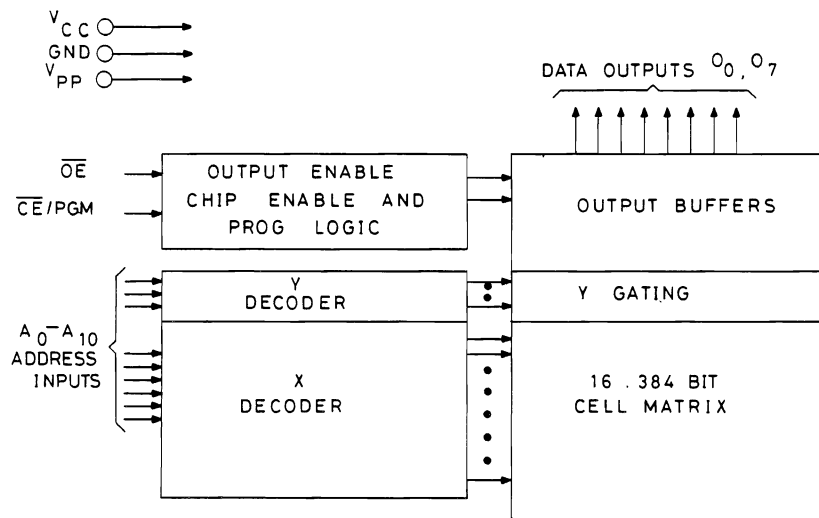 V CC
GND
V PP
DATA OUTPUTS O0, O7
OE
CE/PGM
OUTPUT ENABLE
CHIP ENABLE AND
PROG LOGIC
OUTPUT BUFFERS
Y
DECODER
Y GATING
A0-A10
ADDRESS
INPUTS
X
DECODER
16.384 BIT
CELL MATRIX